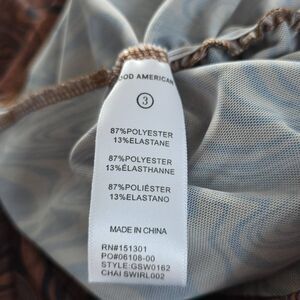 OOD AMERICAN
3
87%POLYESTER
13%ELASTANE
87%POLYESTER
13%ÉLASTHANNE
87%POLIÉSTER
13%ELASTANO
MADE IN CHINA
RN#151301
PO#06108-00
STYLE:GSW0162
CHAI SWIRL002